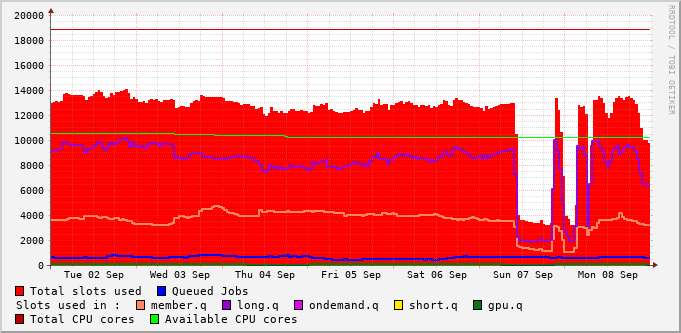 RRDTOOL / TOBI OETIKER
20000
18000
16000
14000
12000
10000
8000
6000
4000
2000
0
Tue 02 Sep Wed 03 Sep Thu 04 Sep Fri 05 Sep Sat 06 Sep Sun 07 Sep Mon 08 Sep
Total slots used Queued Jobs
Slots used in : member.q long.q ondemand.q short.q gpu.q
Total CPU cores Available CPU cores